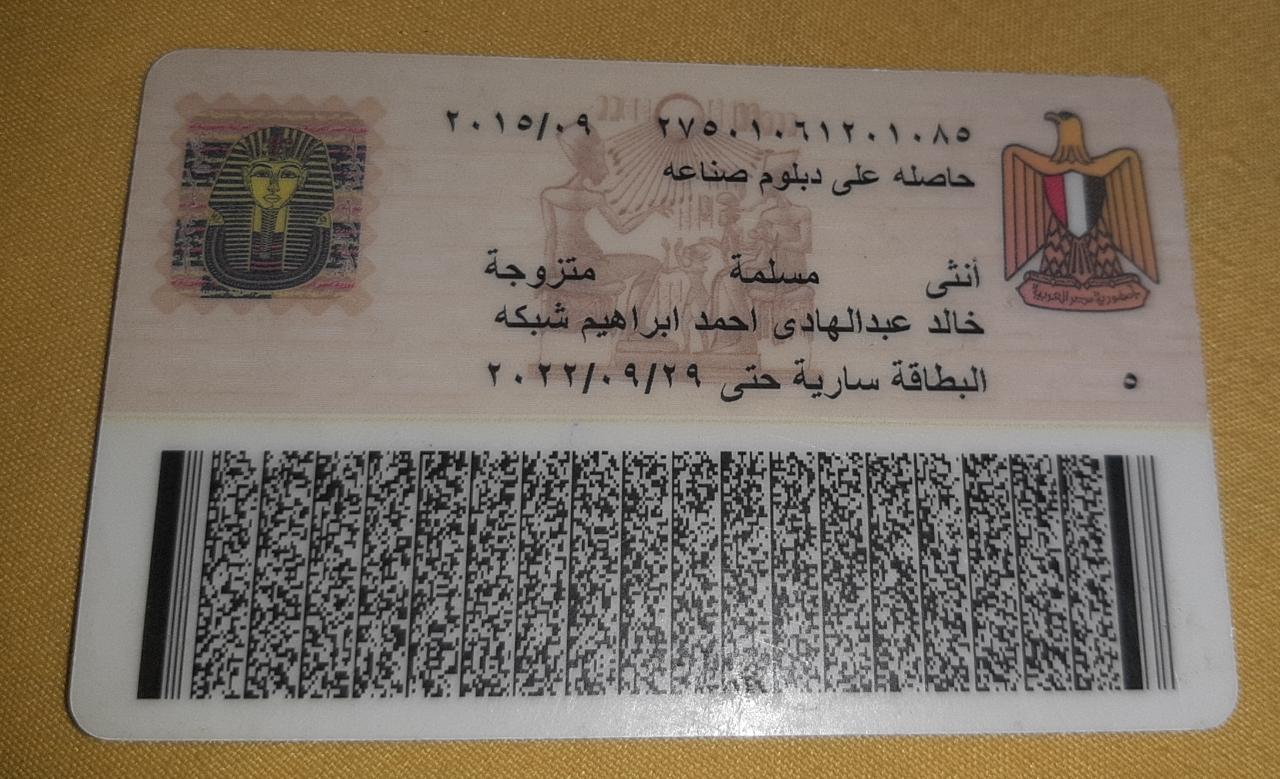 ٢٧٥٠١٠٦١٢٠١٠٨٥ ٢٠١٥/٠٩
حاصله على دبلوم صناعه
أنثى مسلمة متزوجة
خالد عبدالهادى احمد ابراهيم شبكه
البطاقة سارية حتى ٢٠٢٢/٠٩/٢٩
٥
جمهورية مصر العربية